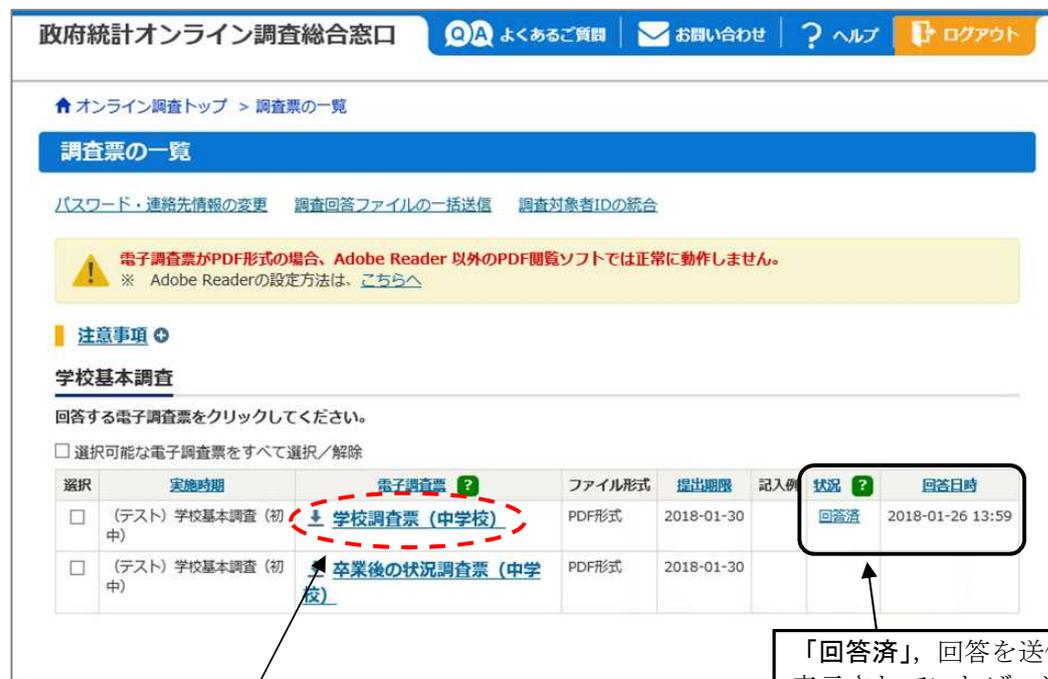 政府統計オンライン調査総合窓口 QA よくあるご質問 お問い合わせ ? ヘルプ ログアウト
オンライン調査トップ > 調査票の一覧
調査票の一覧
パスワード・連絡先情報の変更 調査回答ファイルの一括送信 調査対象者IDの統合
電子調査票がPDF形式の場合、Adobe Reader 以外のPDF閲覧ソフトでは正常に動作しません。
※ Adobe Readerの設定方法は、こちらへ
注意事項
学校基本調査
回答する電子調査票をクリックしてください。
選択可能な電子調査票をすべて選択／解除
選択 実施時期 電子調査票 ? ファイル形式 提出期限 記入例 状況 ? 回答日時
（テスト）学校基本調査（初 学校調査票（中学校） PDF形式 2018-01-30 回答済 2018-01-26 13:59
中）
（テスト）学校基本調査（初 卒業後の状況調査票（中学 PDF形式 2018-01-30
中） 校）
「回答済」，回答を送